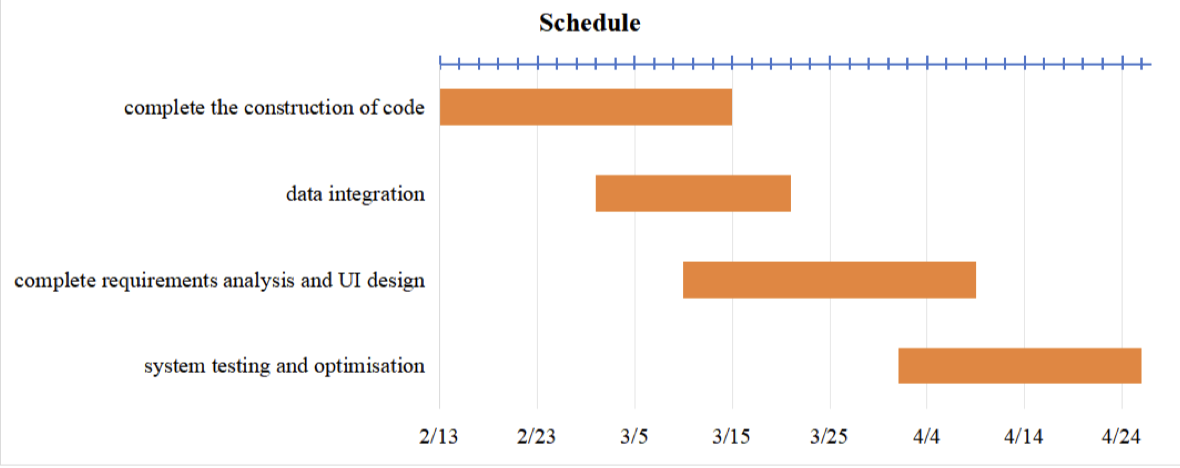 Schedule
complete the construction of code
data integration
complete requirements analysis and UI design
system testing and optimisation
2/13 2/23 3/5 3/15 3/25 4/4 4/14 4/24